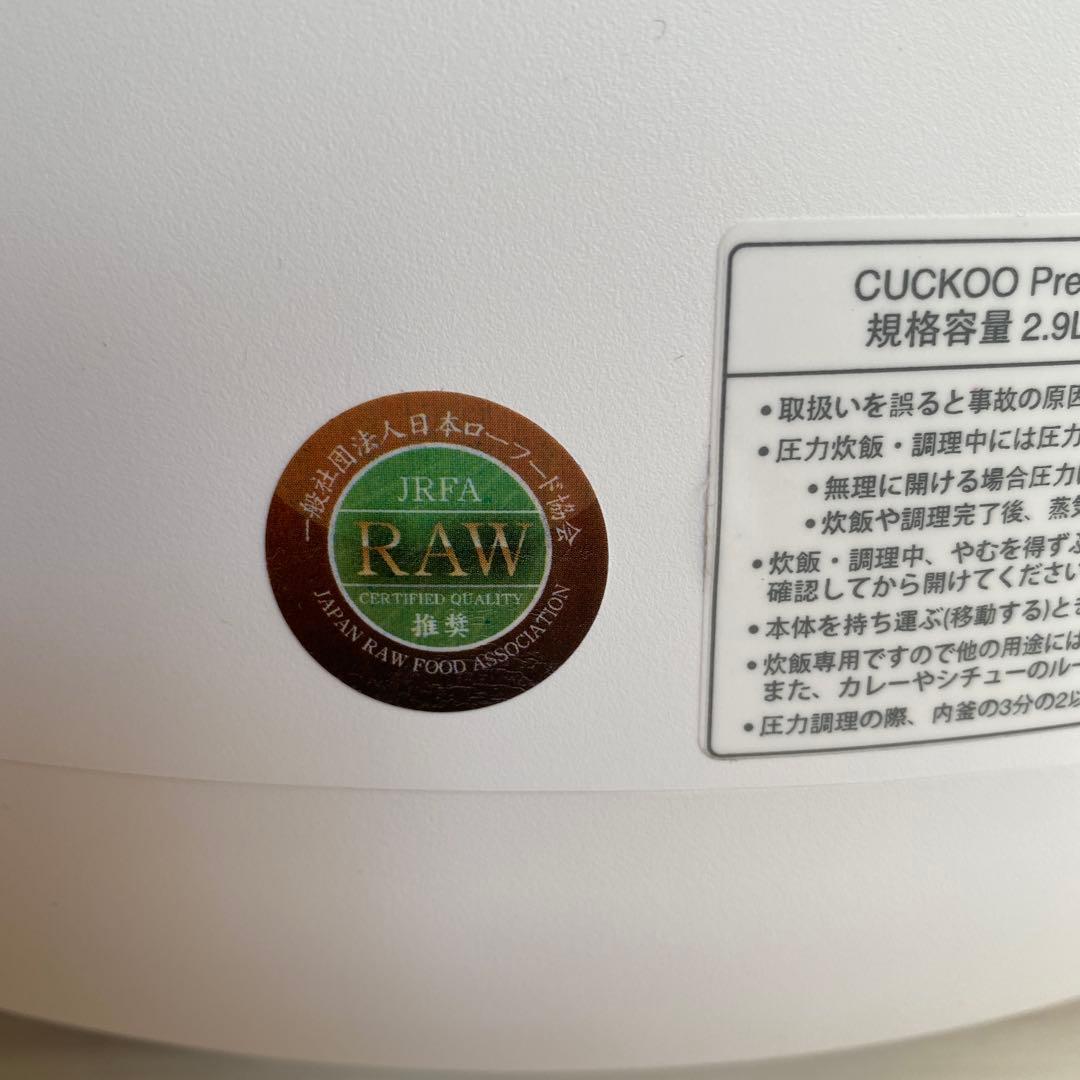 一般社団法人日本ローフード協会
JRFA
RAW
CERTIFIED QUALITY
推奨
JAPAN RAW FOOD ASSOCIATION
CUCKOO Pre
規格容量 2.9L
•取扱いを誤ると事故の原因
•圧力炊飯・調理中には圧力
•無理に開ける場合圧力
•炊飯や調理完了後、蒸気
•炊飯・調理中、やむを得ず
確認してから開けてください
•本体を持ち運ぶ(移動する)とき
•炊飯専用ですので他の用途には
また、カレーやシチューのルー
•圧力調理の際、内釜の3分の2以